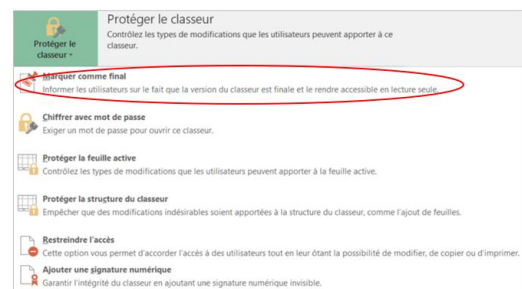 Protéger le classeur
Contrôlez les types de modifications que les utilisateurs peuvent apporter à ce
classeur.
Protéger le
classeur
Marquer comme final
Informer les utilisateurs sur le fait que la version du classeur est finale et le rendre accessible en lecture seule.
Chiffrer avec mot de passe
Exiger un mot de passe pour ouvrir ce classeur.
Protéger la feuille active
Contrôlez les types de modifications que les utilisateurs peuvent apporter à la feuille active.
Protéger la structure du classeur
Empêcher que des modifications indésirables soient apportées à la structure du classeur, comme l'ajout de feuilles.
Restreindre l'accès
Cette option vous permet d'accorder l'accès à des utilisateurs tout en leur ôtant la possibilité de modifier, de copier ou d'imprimer.
Ajouter une signature numérique
Garantir l'intégrité du classeur en ajoutant une signature numérique invisible.